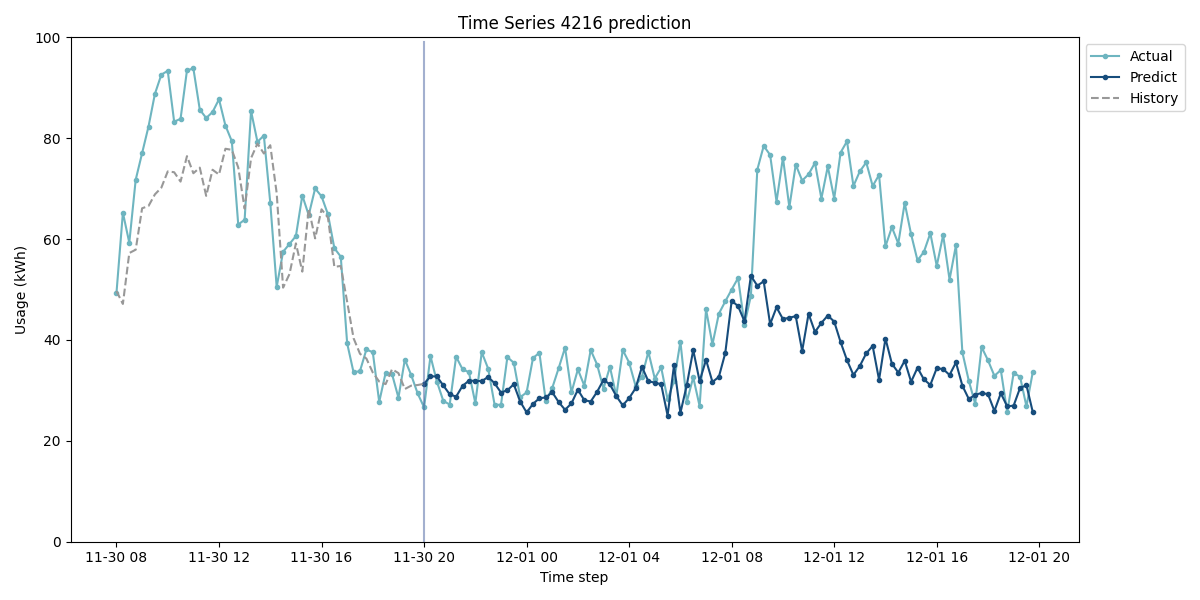 Time Series 4216 prediction
100
80
60
40
20
0
Usage (kWh)
11-30 08
11-30 12
11-30 16
11-30 20
12-01 00
12-01 04
12-01 08
12-01 12
12-01 16
12-01 20
Time step
Actual
Predict
History